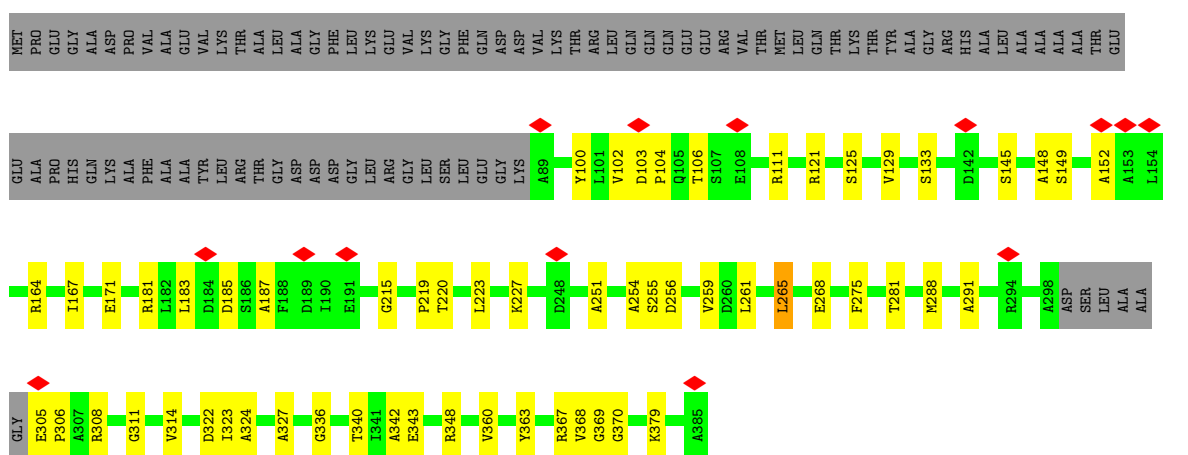 MET PRO GLU GLY ALA ASP PRO VAL ALA GLU VAL LYS THR ALA LEU ALA GLY PHE LEU LYS GLU VAL LYS GLY PHE GLN ASP ASP VAL LYS THR ARG LEU GLN GLN GLN GLU GLU ARG VAL THR MET LEU GLN THR LYS THR TYR ALA GLY ARG HIS ALA LEU ALA ALA ALA ALA THR GLU
GLU ALA PRO HIS GLN LYS ALA PHE ALA ALA TYR LEU ARG THR GLY ASP ASP ASP GLY LEU ARG GLY LEU SER LEU GLU GLY LYS A89 Y100 L101 V102 D103 P104 Q105 T106 S107 E108 R111 R121 S125 V129 S133 D142 S145 A148 S149 A152 A153 L154
R164 I167 E171 R181 L182 L183 D184 D185 S186 A187 F188 D189 I190 E191 G215 P219 T220 L223 K227 D248 A251 A254 S255 D256 V259 D260 L261 L265 E268 F275 T281 M288 A291 R294 A298 ASP SER LEU ALA ALA
GLY E305 P306 A307 R308 G311 V314 D322 I323 A324 A327 G336 T340 I341 A342 E343 R348 V360 Y363 R367 V368 G369 G370 K379 A385